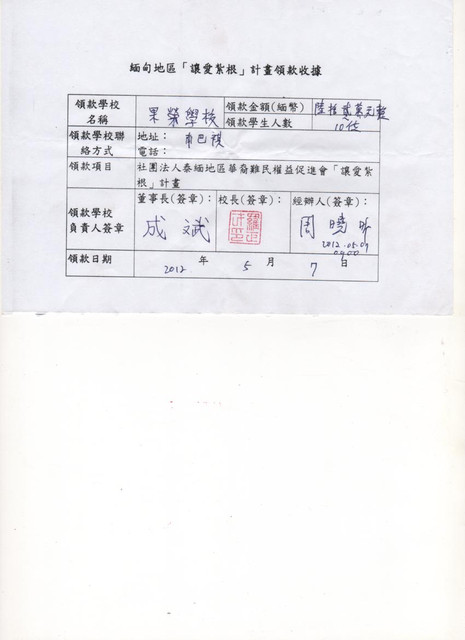 緬甸地區「讓愛紮根」計畫領款收據
領款學校名稱 果榮學校 領款金額(緬幣) 陸拾貳萬元整
領款學生人數 10位
領款學校聯絡方式 地址： 南巴
電話：
領款項目 社團法人泰緬地區華裔難民權益促進會「讓愛紮
根」計畫
領款學校負責人簽章 董事長(簽章)： 校長(簽章)： 經辦人(簽章)：
成斌 周曉
2012.05.07
領款日期 2012 年 5 月 7 日